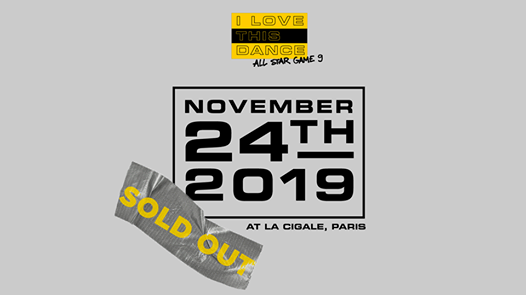 I LOVE
THIS
DANCE
ALL STAR GAME 9
NOVEMBER
24TH
2019
AT LA CIGALE, PARIS
SOLD OUT